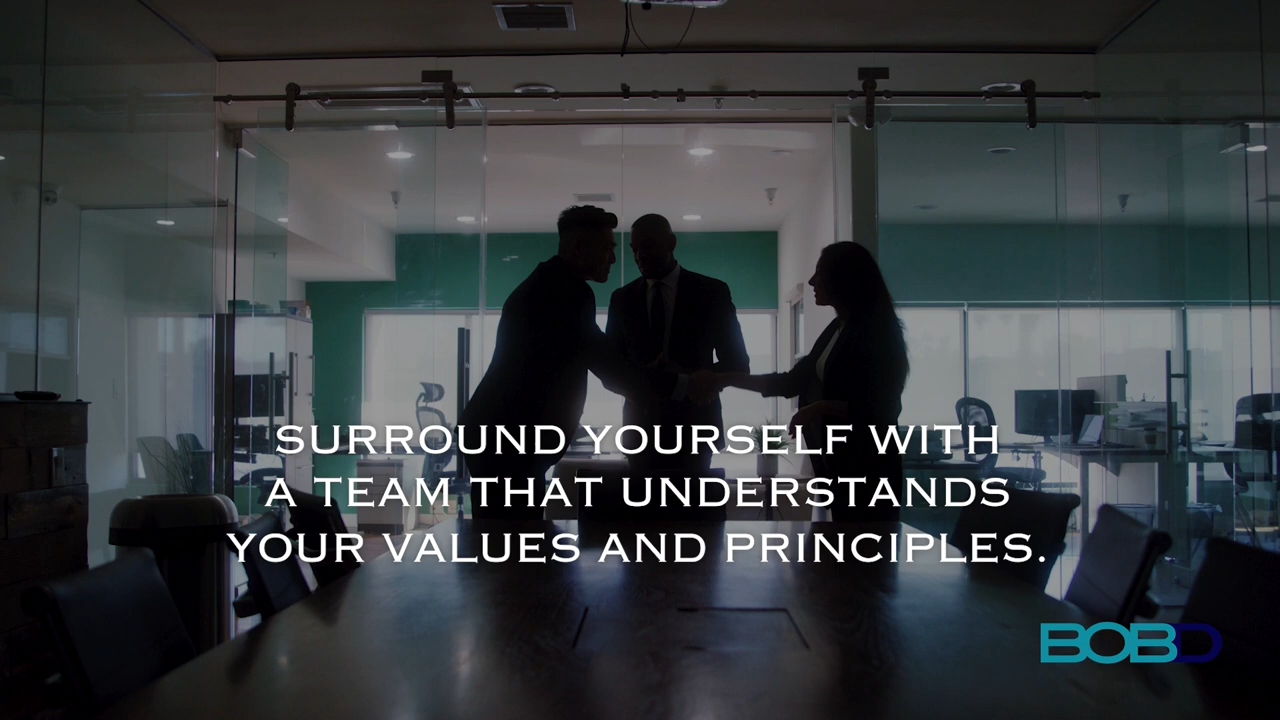 SURROUND YOURSELF WITH
A TEAM THAT UNDERSTANDS
YOUR VALUES AND PRINCIPLES.
BOBD